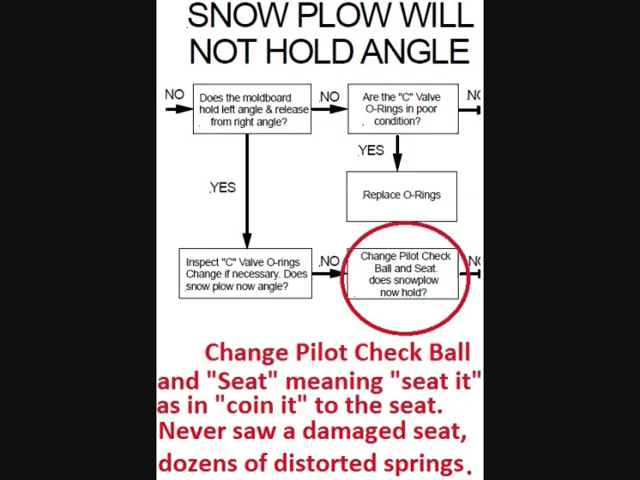 SNOW PLOW WILL
NOT HOLD ANGLE
NO
Does the moldboard
hold left angle & release
from right angle?
NO
Are the "C" Valve
O-Rings in poor
condition?
YES
Replace O-Rings
YES
Inspect "C" Valve O-rings
Change if necessary. Does
snow plow now angle?
NO
Change Pilot Check
Ball and Seat.
does snowplow
now hold?
Change Pilot Check Ball
and "Seat" meaning "seat it"
as in "coin it" to the seat.
Never saw a damaged seat,
dozens of distorted springs.